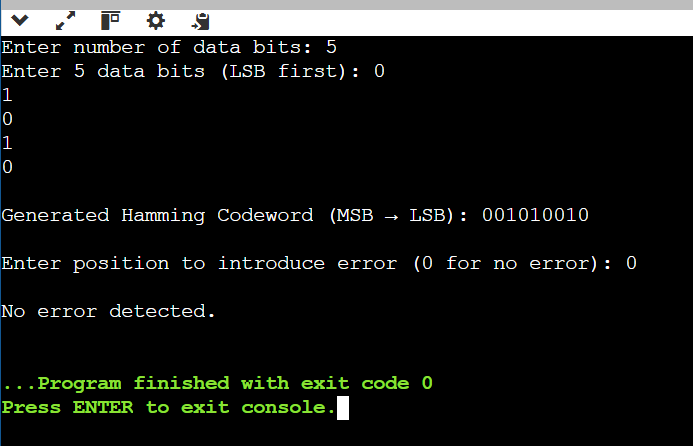 Enter number of data bits: 5
Enter 5 data bits (LSB first): 0
1
0
1
0
Generated Hamming Codeword (MSB → LSB): 001010010
Enter position to introduce error (0 for no error): 0
No error detected.
...Program finished with exit code 0
Press ENTER to exit console.